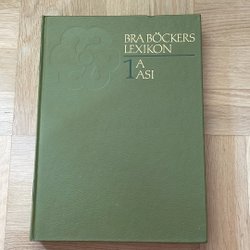 BRA BÖCKERS
LEXIKON
1 A
ASI